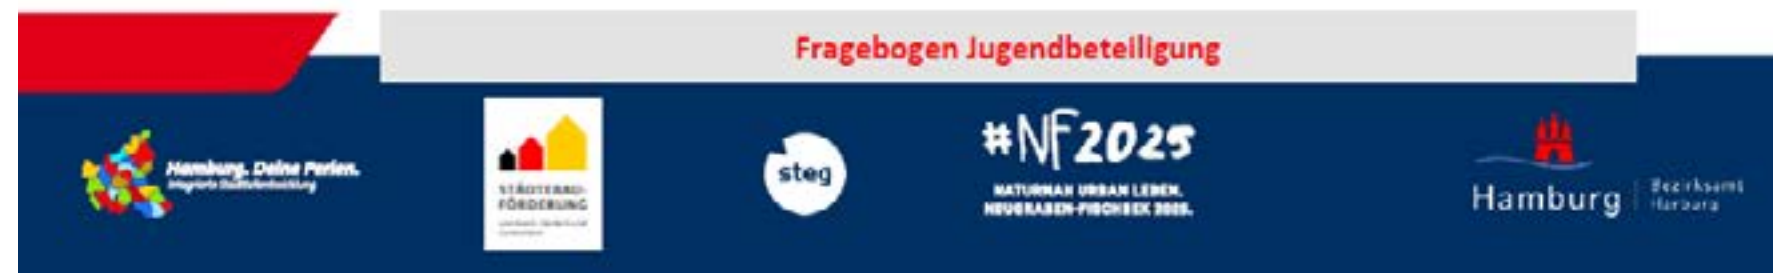 Fragebogen Jugendbeteiligung
Hamburg. Deine Perlen.
Integrierte Stadtteilentwicklung
STÄDTEBAU-
FÖRDERUNG
steg
#NF2025
NATURNAH URBAN LEBEN.
NEUGRABEN-FISCHBEK 2025.
Hamburg
Bezirksamt
Harburg